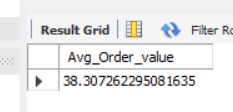 Result Grid Filter Ro
Avg_Order_value
38.307262295081635